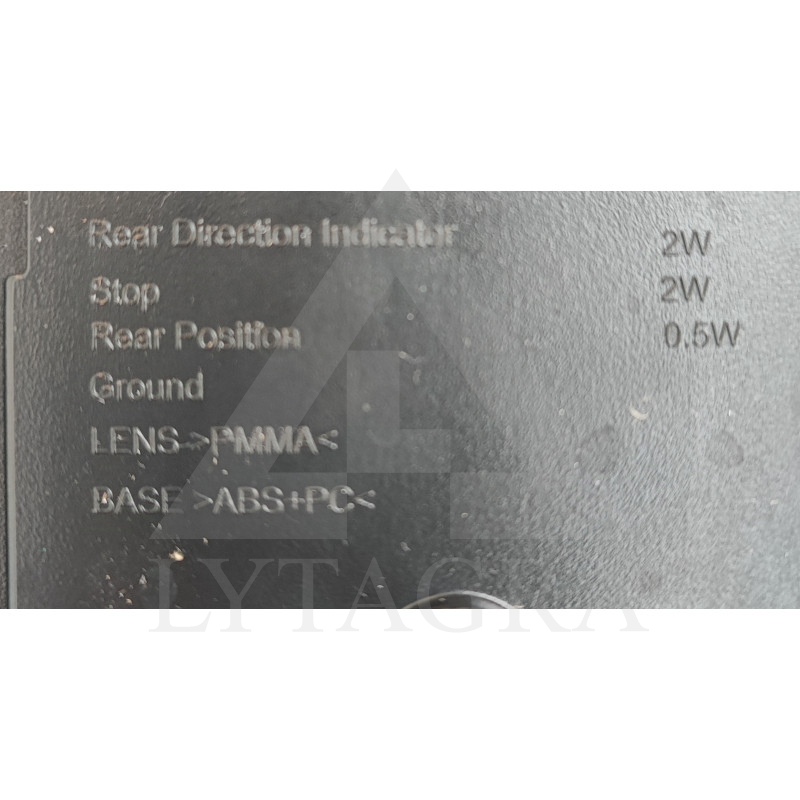 Rear Direction Indicator 2W
Stop 2W
Rear Position 0.5W
Ground
LENS->PMMA<
BASE >ABS+PC<
LYTAGRA